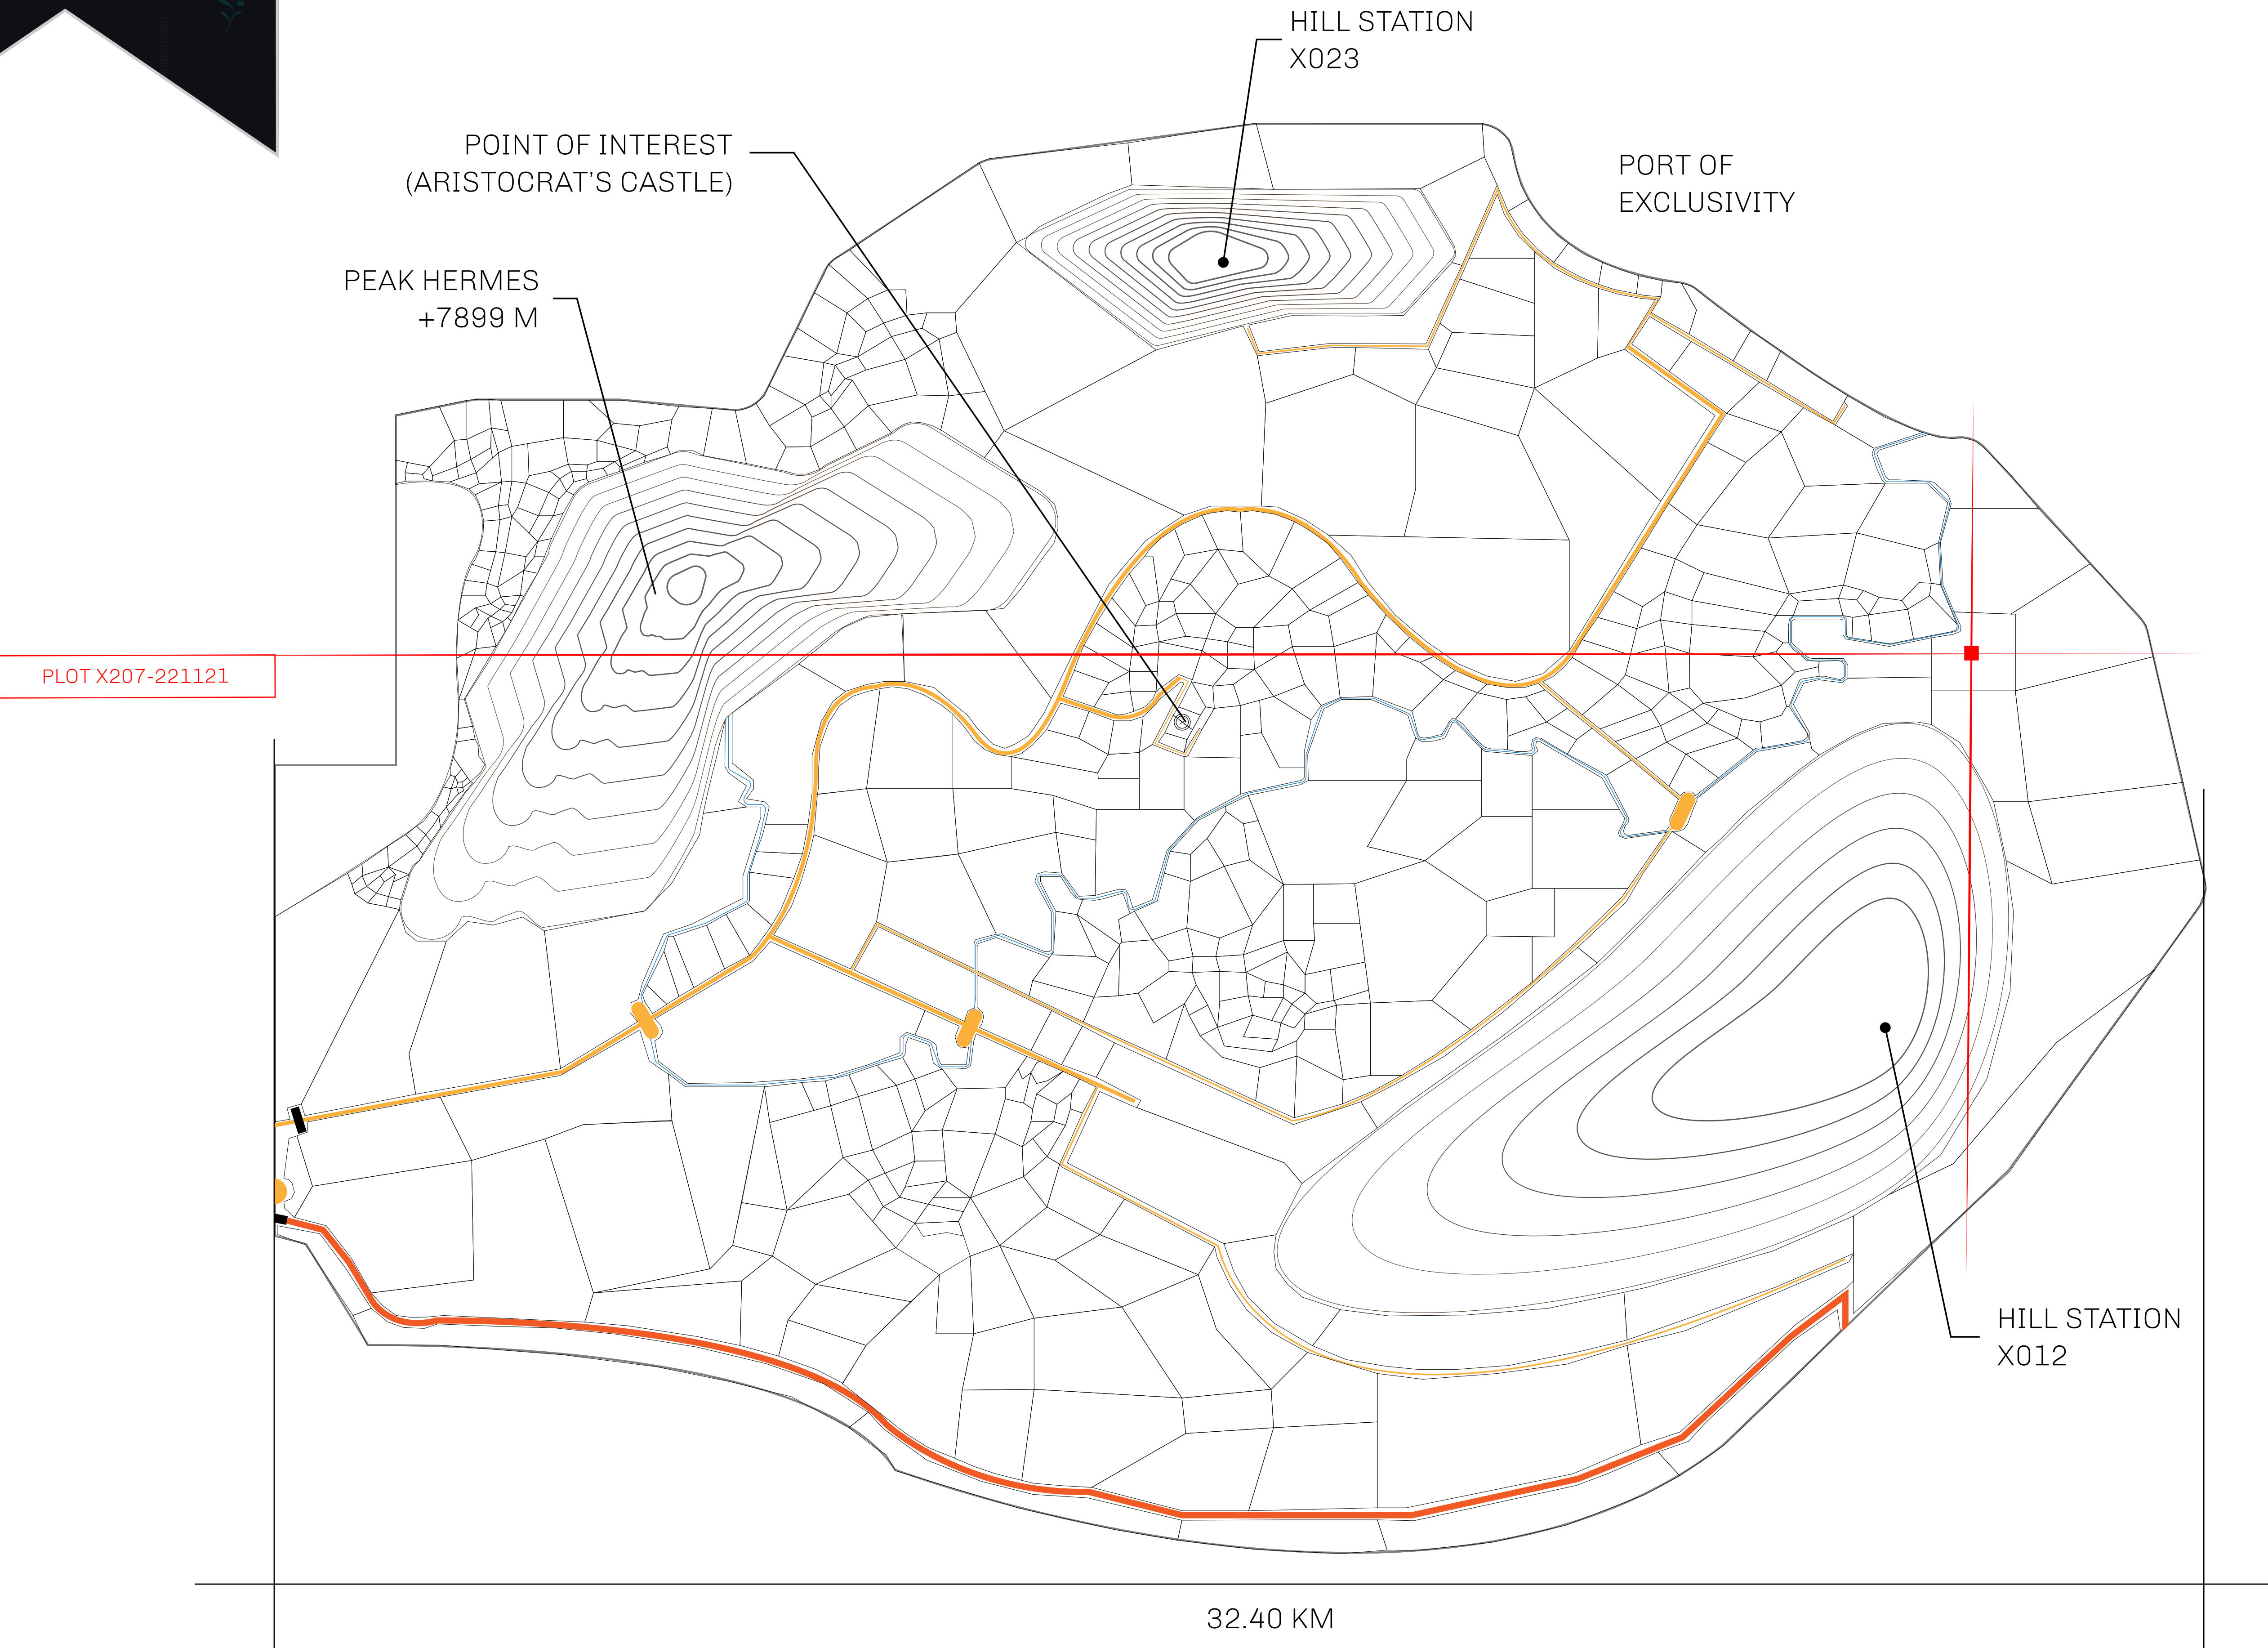 HILL STATION
X023
POINT OF INTEREST
(ARISTOCRAT'S CASTLE)
PORT OF
EXCLUSIVITY
PEAK HERMES
+7899 M
PLOT X207-221121
HILL STATION
X012
32.40 KM